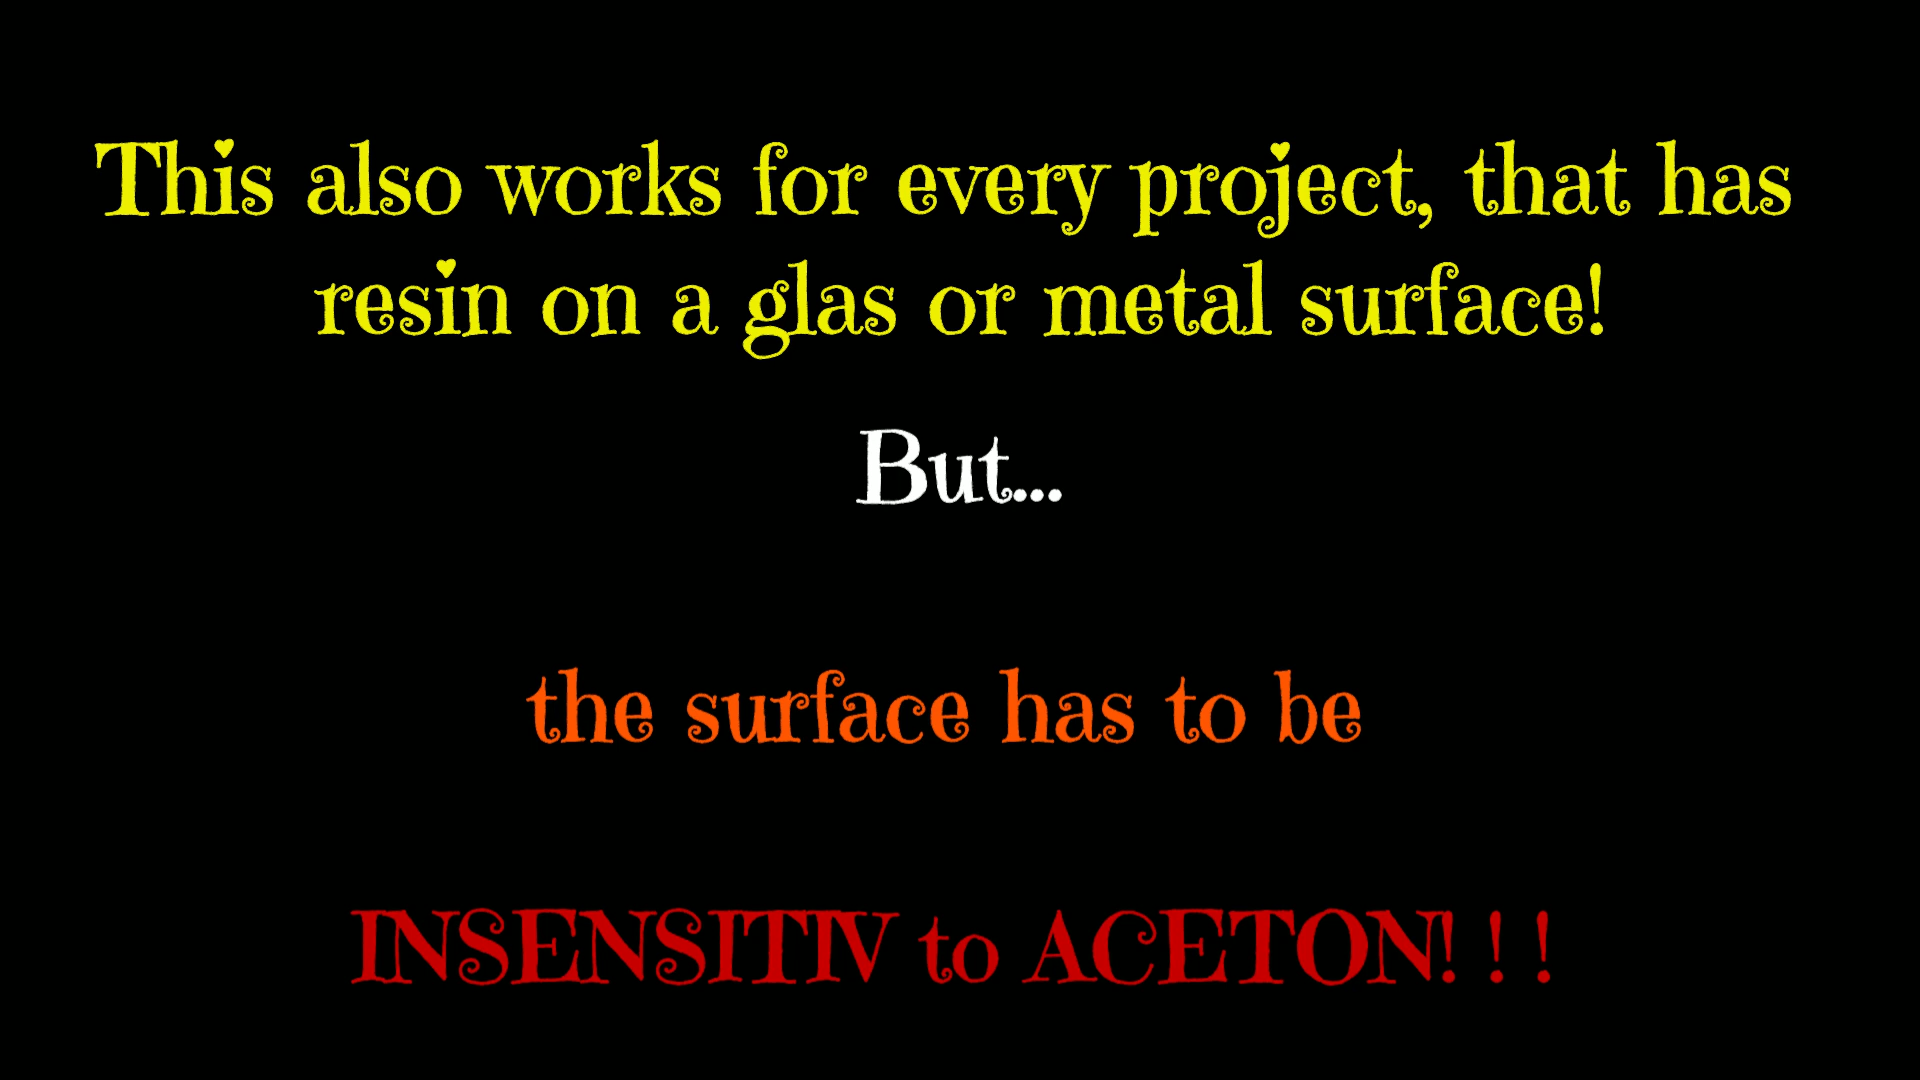 This also works for every project, that has
resin on a glas or metal surface!
But...
the surface has to be
INSENSITIV to ACETON! ! !